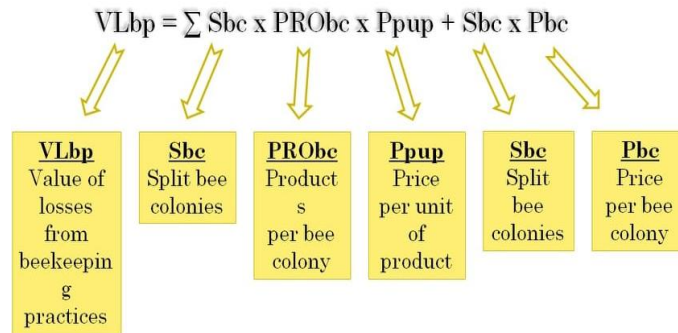 VLbp = ∑ Sbc x PRObc x Ppup + Sbc x Pbc
VLbp
Value of
losses
from
beekeepin
g
practices
Sbc
Split bee
colonies
PRObc
Product
s
per bee
colony
Ppup
Price
per unit
of
product
Sbc
Split
bee
colonies
Pbc
Price
per bee
colony